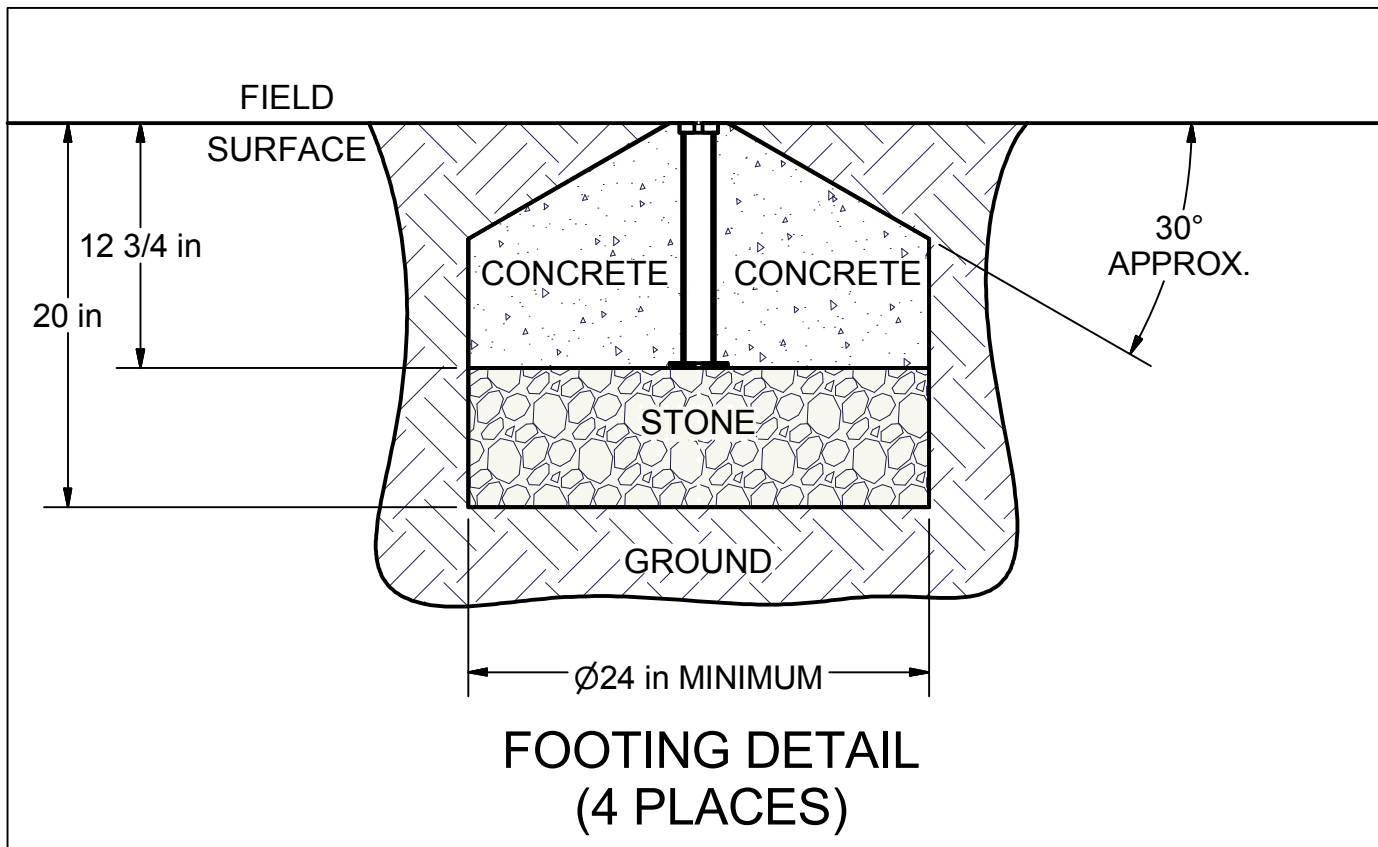 FIELD
SURFACE
12 3/4 in
20 in
CONCRETE
CONCRETE
30°
APPROX.
STONE
GROUND
Ø24 in MINIMUM
FOOTING DETAIL
(4 PLACES)